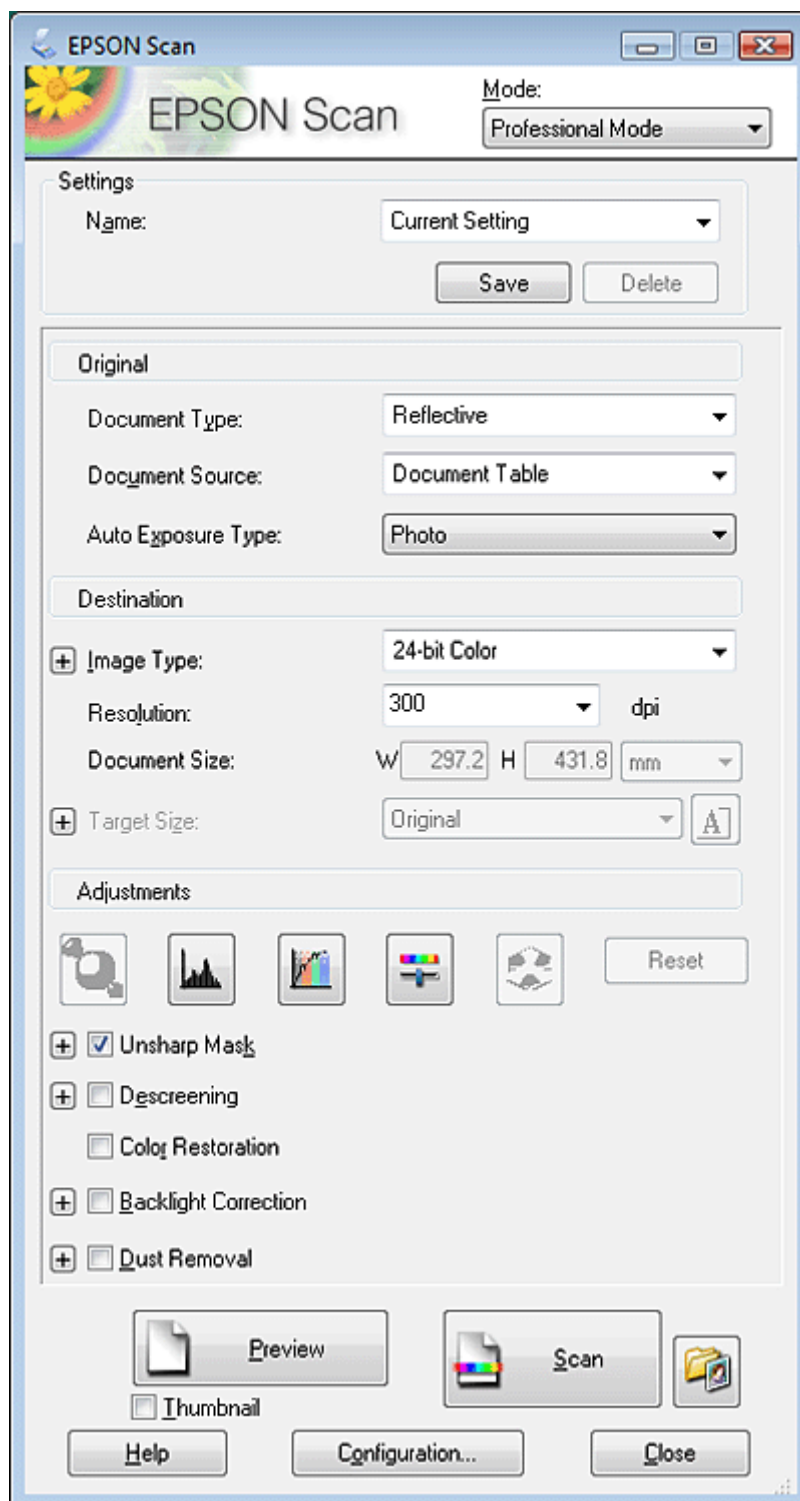 EPSON Scan
EPSON Scan
Mode:
Professional Mode
Settings
Name:
Current Setting
Save
Delete
Original
Document Type:
Reflective
Document Source:
Document Table
Auto Exposure Type:
Photo
Destination
Image Type:
24-bit Color
Resolution:
300
dpi
Document Size:
W 297.2 H 431.8 mm
Target Size:
Original
A
Adjustments
Reset
Unsharp Mask
Descreening
Color Restoration
Backlight Correction
Dust Removal
Preview
Scan
Thumbnail
Help
Configuration...
Close